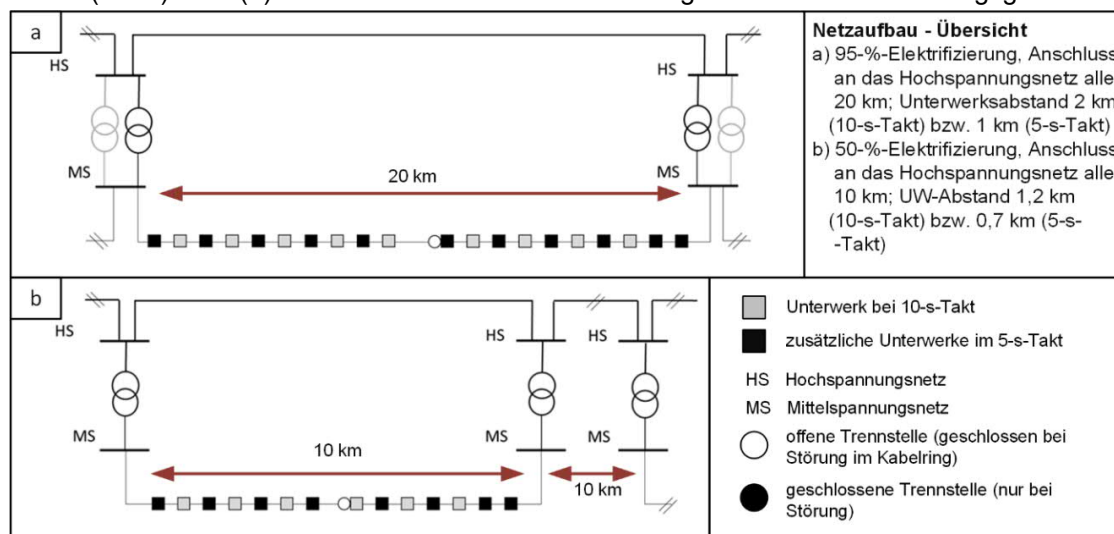 a
HS
HS
MS
MS
20 km
Netzaufbau - Übersicht
a) 95-%-Elektrifizierung, Anschluss
an das Hochspannungsnetz alle
20 km; Unterwerksabstand 2 km
(10-s-Takt) bzw. 1 km (5-s-Takt)
b) 50-%-Elektrifizierung, Anschluss
an das Hochspannungsnetz alle
10 km; UW-Abstand 1,2 km
(10-s-Takt) bzw. 0,7 km (5-s-
-Takt)
b
HS
HS
HS
MS
MS
MS
10 km
10 km
Unterwerk bei 10-s-Takt
zusätzliche Unterwerke im 5-s-Takt
HS Hochspannungsnetz
MS Mittelspannungsnetz
offene Trennstelle (geschlossen bei
Störung im Kabelring)
geschlossene Trennstelle (nur bei
Störung)